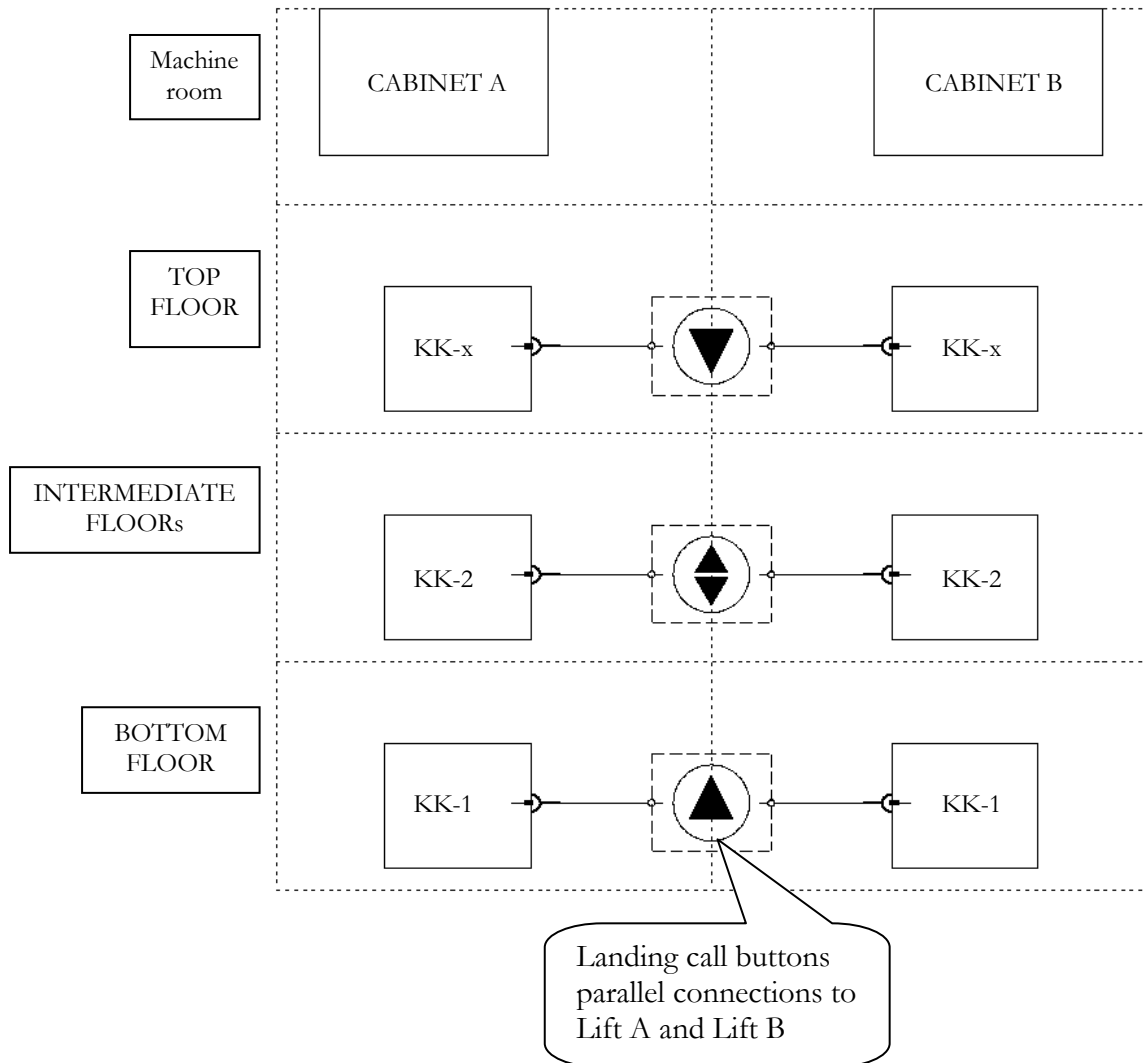 Machine
room
CABINET A
CABINET B
TOP
FLOOR
KK-x
KK-x
INTERMEDIATE
FLOORs
KK-2
KK-2
BOTTOM
FLOOR
KK-1
KK-1
Landing call buttons
parallel connections to
Lift A and Lift B